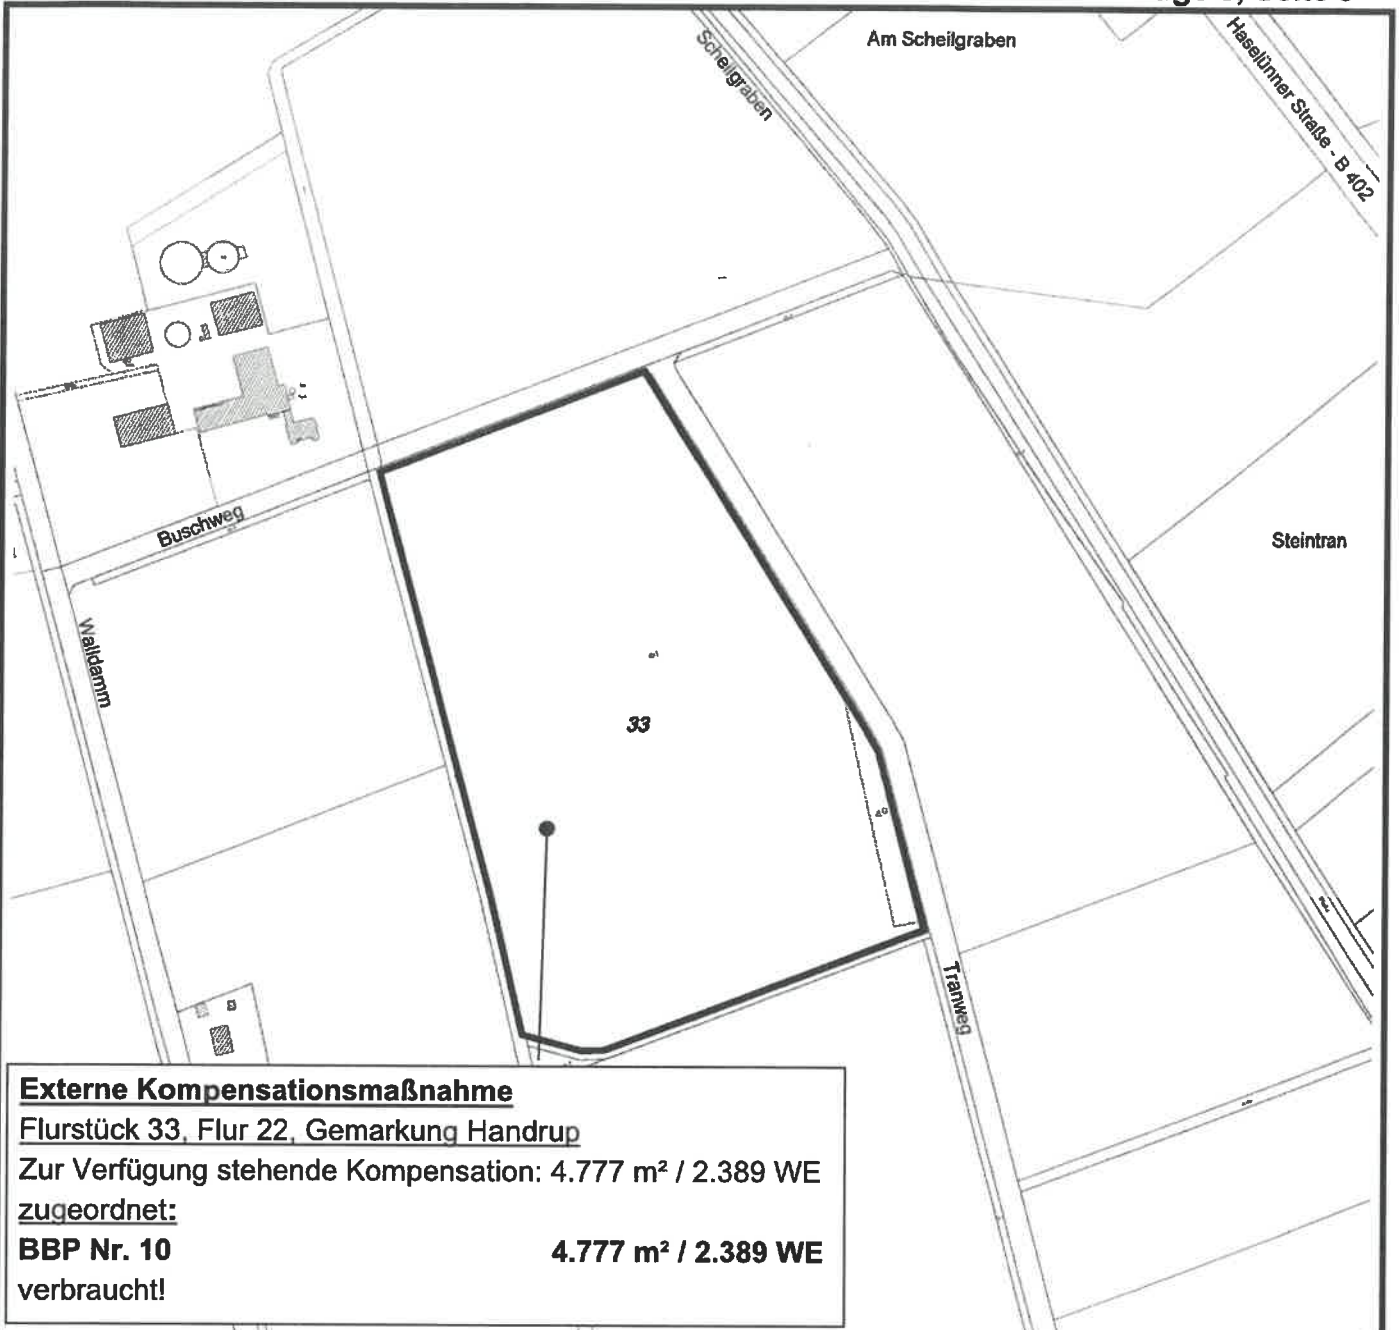 Am Scheilgraben
Scheilgraben
Haselünner Straße - B 402
Buschweg
Steintran
Walldamm
33
Tranweg
Externe Kompensationsmaßnahme
Flurstück 33, Flur 22, Gemarkung Handrup
Zur Verfügung stehende Kompensation: 4.777 m² / 2.389 WE
zugeordnet:
BBP Nr. 10 4.777 m² / 2.389 WE
verbraucht!